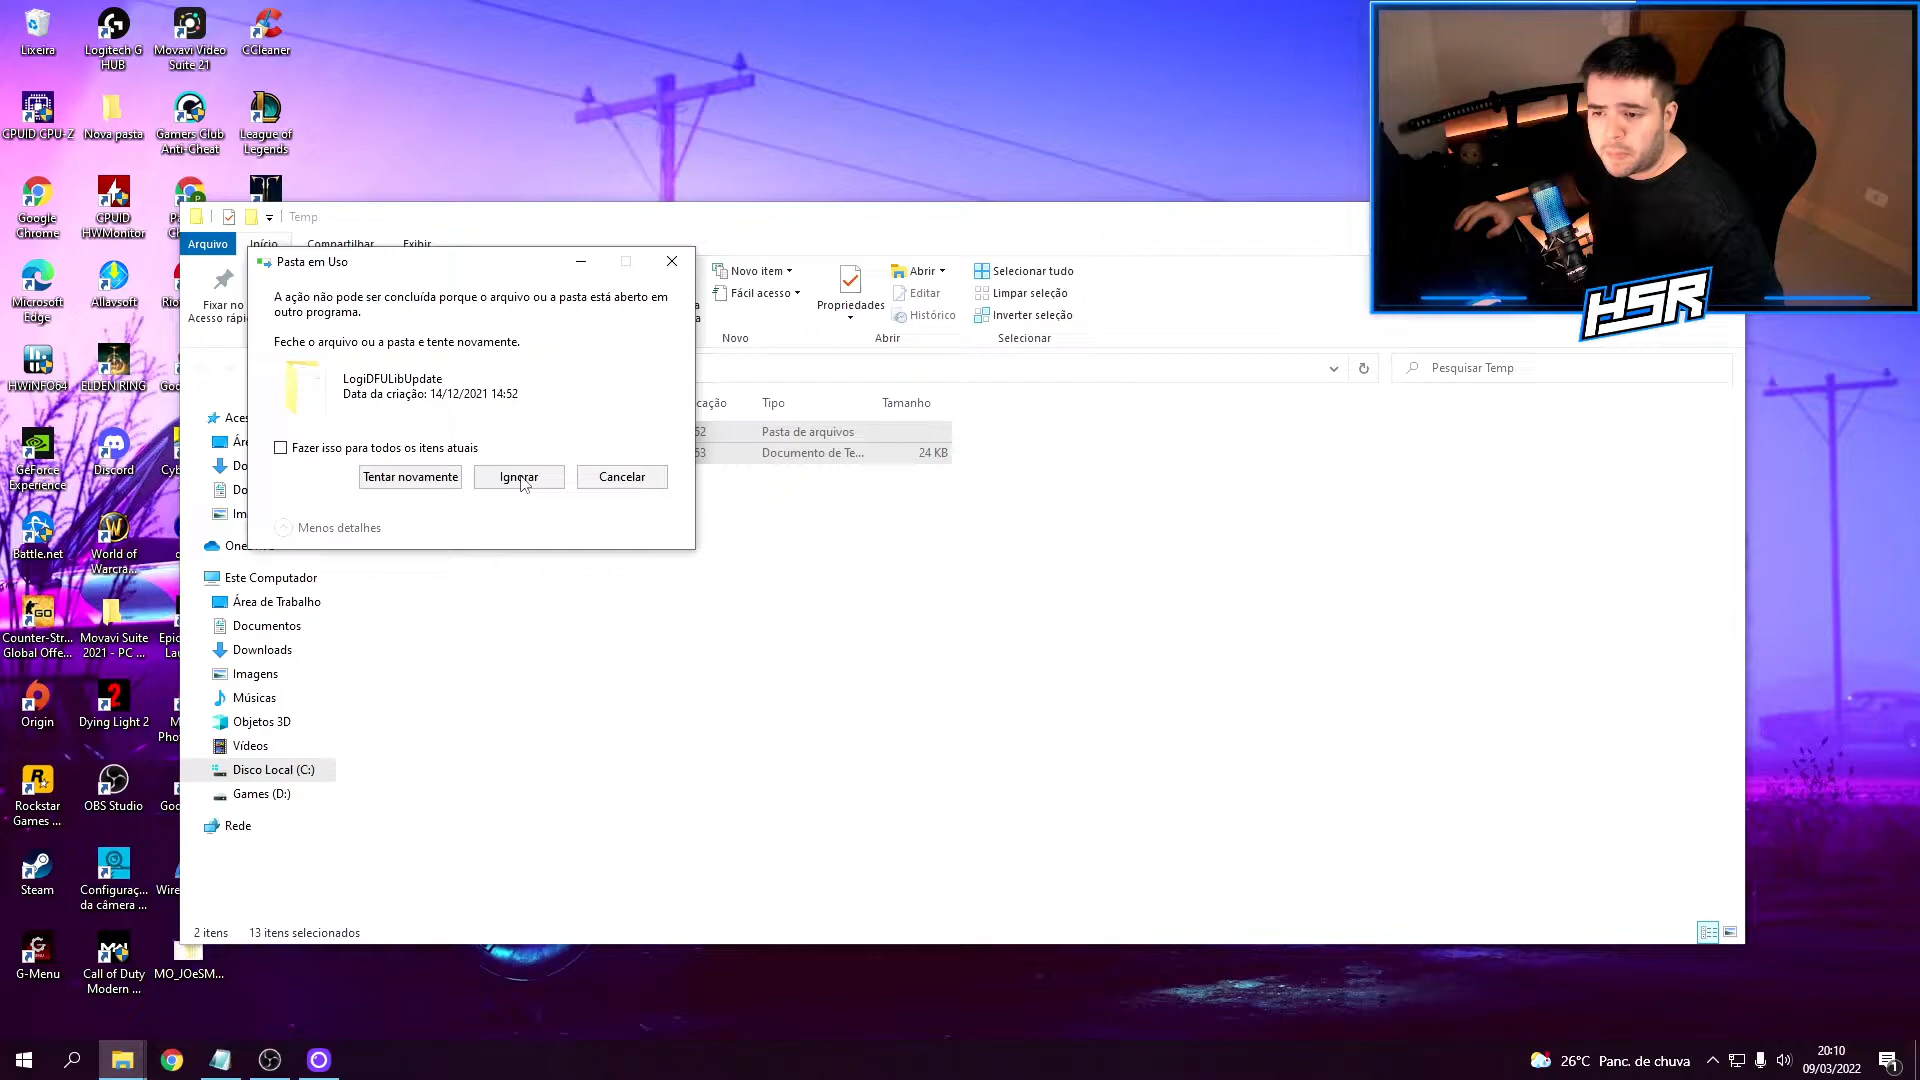 Lixeira
Logitech G
HUB
Movavi Video
Suite 21
CCleaner
CPUID CPU-Z
Nova pasta
Gamers Club
Anti-Cheat
League of
Legends
Google
Chrome
CPUID
HWMonitor
Microsoft
Edge
Allavsoft
HWiNFO64
ELDEN RING
GeForce
Experience
Discord
Battle.net
World of
Warcra...
Counter-Str...
Global Offe...
Movavi Suite
2021 - PC ...
Origin
Dying Light 2
Rockstar
Games ...
OBS Studio
Steam
Configuraç...
da câmera ...
G-Menu
Call of Duty
Modern ...
MO_JOeSM...
Temp
Arquivo
Início
Compartilhar
Exibir
Fixar no
Novo item
Fácil acesso
Novo
Propriedades
Abrir
Editar
Histórico
Abrir
Selecionar tudo
Limpar seleção
Inverter seleção
Selecionar
Pesquisar Temp
Tipo
Tamanho
Pasta de arquivos
Documento de Te...
24 KB
Pasta em Uso
A ação não pode ser concluída porque o arquivo ou a pasta está aberto em
outro programa.
Feche o arquivo ou a pasta e tente novamente.
LogiDFULibUpdate
Data da criação: 14/12/2021 14:52
Fazer isso para todos os itens atuais
Tentar novamente
Ignorar
Cancelar
Menos detalhes
Este Computador
Área de Trabalho
Documentos
Downloads
Imagens
Músicas
Objetos 3D
Vídeos
Disco Local (C:)
Games (D:)
Rede
2 itens
13 itens selecionados
HSR
26°C Panc. de chuva
20:10
09/03/2022
1